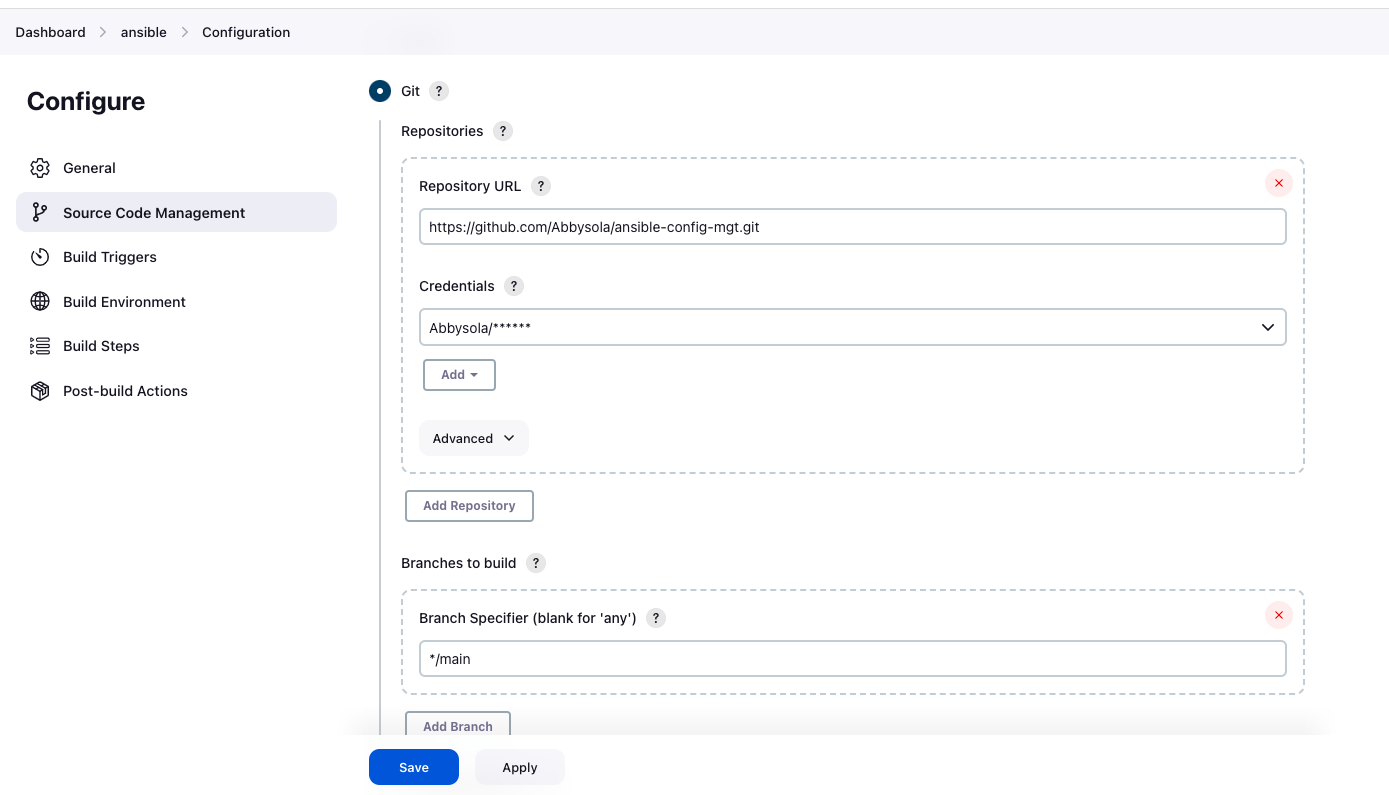 Dashboard > ansible > Configuration
Configure
General
Source Code Management
Build Triggers
Build Environment
Build Steps
Post-build Actions
Git ?
Repositories ?
Repository URL ?
https://github.com/Abbysola/ansible-config-mgt.git
Credentials ?
Abbysola/******
Add
Advanced
Add Repository
Branches to build ?
Branch Specifier (blank for 'any') ?
*/main
Add Branch
Save Apply